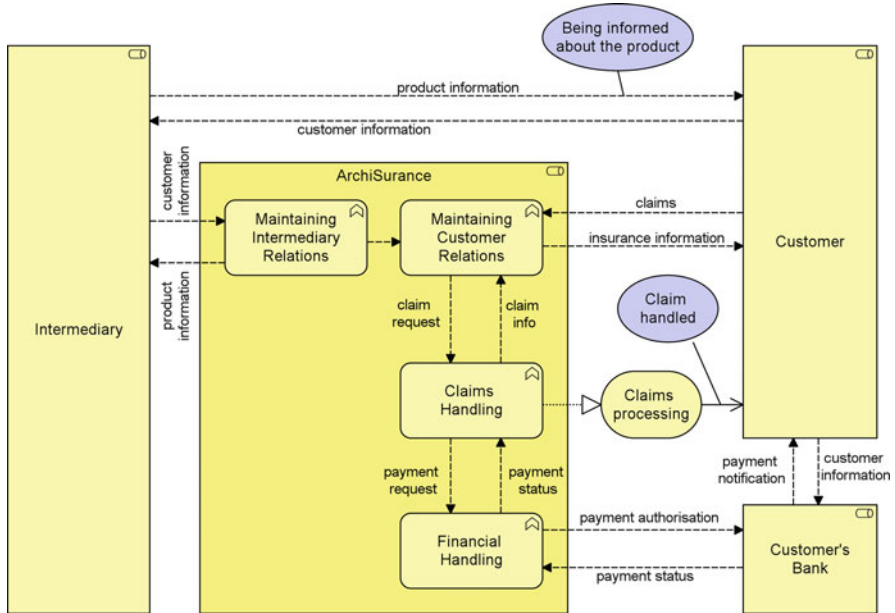 Being informed
about the product
product information
customer information
customer
information
ArchiSurance
Maintaining
Intermediary
Relations
Maintaining
Customer
Relations
claims
insurance information
Customer
product
information
Intermediary
claim
request
claim
info
Claim
handled
Claims
Handling
Claims
processing
payment
request
payment
status
payment
notification
customer
information
Financial
Handling
payment authorisation
payment status
Customer's
Bank